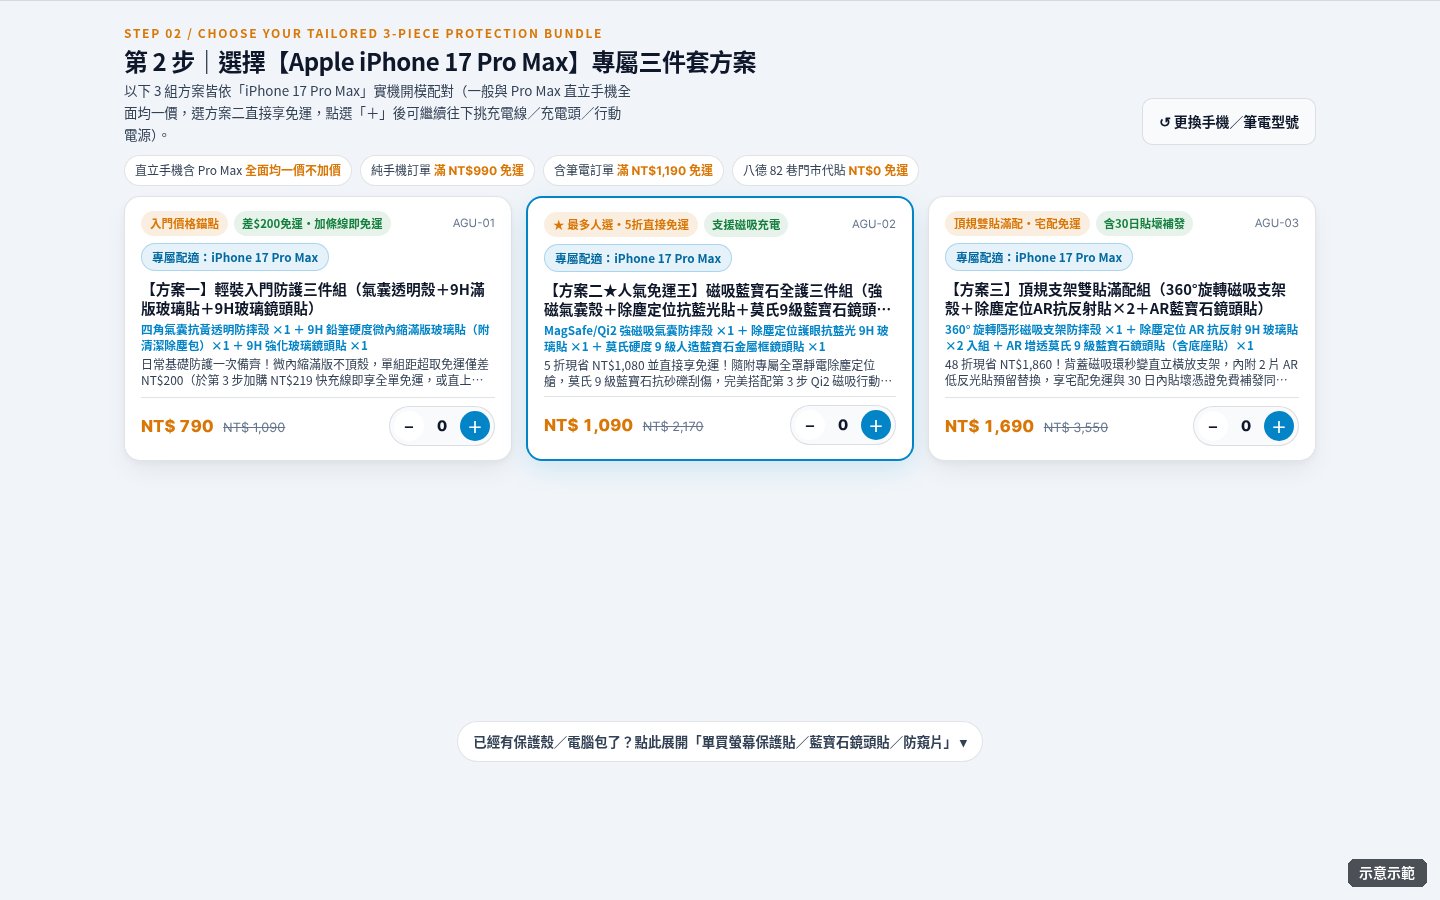 STEP 02 / CHOOSE YOUR TAILORED 3-PIECE PROTECTION BUNDLE
第 2 步｜選擇【Apple iPhone 17 Pro Max】專屬三件套方案
以下 3 組方案皆依「iPhone 17 Pro Max」實機開模配對（一般與 Pro Max 直立手機全
面均一價，選方案二直接享免運，點選「＋」後可繼續往下挑充電線／充電頭／行動
電源）。
↺ 更換手機／筆電型號
直立手機含 Pro Max 全面均一價不加價
純手機訂單 滿 NT$990 免運
含筆電訂單 滿 NT$1,190 免運
八德 82 巷門市代貼 NT$0 免運
入門價格錨點
差$200免運・加條線即免運
AGU-01
專屬配適：iPhone 17 Pro Max
【方案一】輕裝入門防護三件組（氣囊透明殼＋9H滿
版玻璃貼＋9H玻璃鏡頭貼）
四角氣囊抗黃透明防摔殼 ×1 ＋ 9H 鉛筆硬度微內縮滿版玻璃貼（附
清潔除塵包）×1 ＋ 9H 強化玻璃鏡頭貼 ×1
日常基礎防護一次備齊！微內縮滿版不頂殼，單組距超取免運僅差
NT$200（於第 3 步加購 NT$219 快充線即享全單免運，或直上…
NT$ 790
NT$ 1,090
− 0 ＋
★ 最多人選・5折直接免運
支援磁吸充電
AGU-02
專屬配適：iPhone 17 Pro Max
【方案二★人氣免運王】磁吸藍寶石全護三件組（強
磁氣囊殼＋除塵定位抗藍光貼＋莫氏9級藍寶石鏡頭…
MagSafe/Qi2 強磁吸氣囊防摔殼 ×1 ＋ 除塵定位護眼抗藍光 9H 玻
璃貼 ×1 ＋ 莫氏硬度 9 級人造藍寶石金屬框鏡頭貼 ×1
5 折現省 NT$1,080 並直接享免運！隨附專屬全罩靜電除塵定位
艙，莫氏 9 級藍寶石抗砂礫刮傷，完美搭配第 3 步 Qi2 磁吸行動…
NT$ 1,090
NT$ 2,170
− 0 ＋
頂規雙貼滿配・宅配免運
含30日貼壞補發
AGU-03
專屬配適：iPhone 17 Pro Max
【方案三】頂規支架雙貼滿配組（360°旋轉磁吸支架
殼＋除塵定位AR抗反射貼×2＋AR藍寶石鏡頭貼）
360° 旋轉隱形磁吸支架防摔殼 ×1 ＋ 除塵定位 AR 抗反射 9H 玻璃貼
×2 入組 ＋ AR 增透莫氏 9 級藍寶石鏡頭貼（含底座貼）×1
48 折現省 NT$1,860！背蓋磁吸環秒變直立橫放支架，內附 2 片 AR
低反光貼預留替換，享宅配免運與 30 日內貼壞憑證免費補發同…
NT$ 1,690
NT$ 3,550
− 0 ＋
已經有保護殼／電腦包了？點此展開「單買螢幕保護貼／藍寶石鏡頭貼／防窺片」▼
示意示範